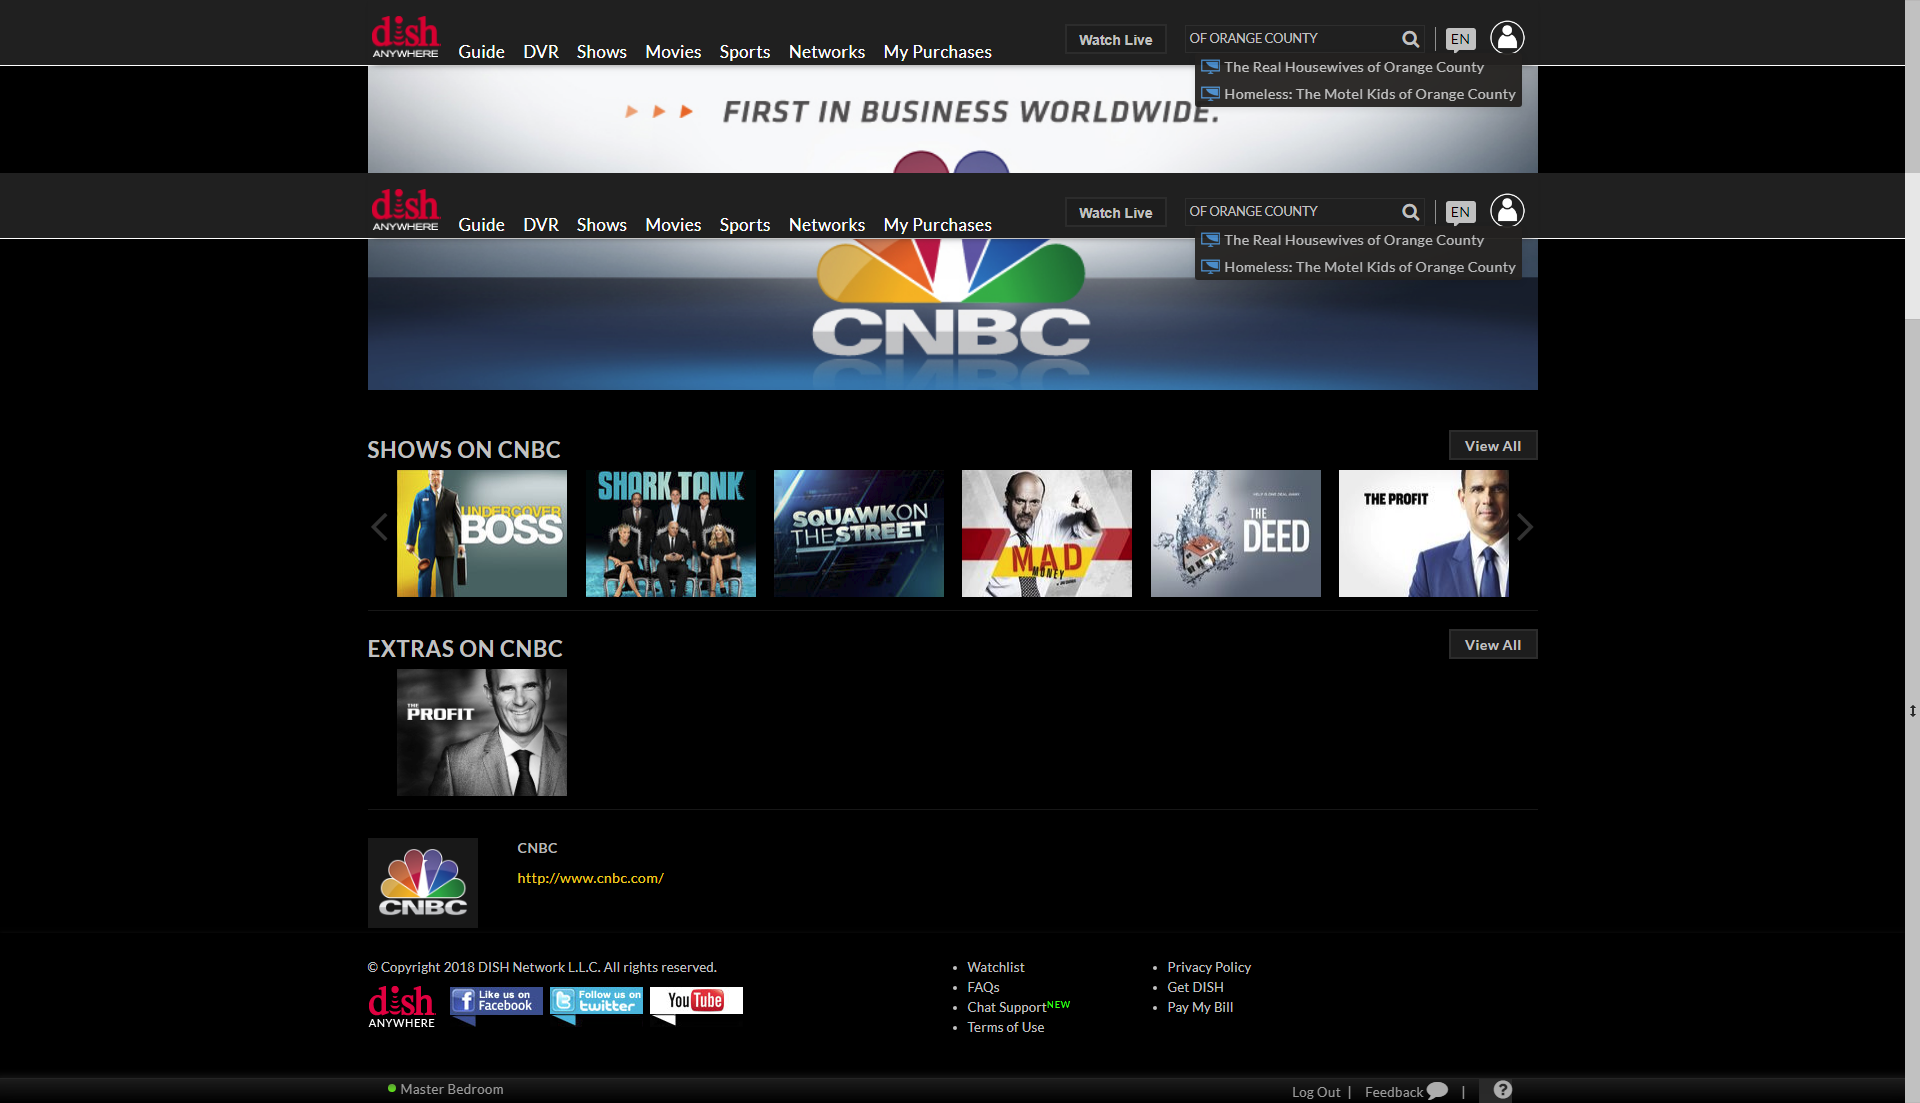 dish
ANYWHERE
Guide DVR Shows Movies Sports Networks My Purchases
Watch Live
OF ORANGE COUNTY
EN
The Real Housewives of Orange County
Homeless: The Motel Kids of Orange County
FIRST IN BUSINESS WORLDWIDE.
dish
ANYWHERE
Guide DVR Shows Movies Sports Networks My Purchases
Watch Live
OF ORANGE COUNTY
EN
The Real Housewives of Orange County
Homeless: The Motel Kids of Orange County
CNBC
SHOWS ON CNBC
View All
UNDERCOVER
BOSS
SHARK TANK
SQUAWK ON
THE STREET
MAD
MONEY
THE
DEED
THE PROFIT
EXTRAS ON CNBC
View All
THE
PROFIT
CNBC
CNBC
http://www.cnbc.com/
© Copyright 2018 DISH Network L.L.C. All rights reserved.
dish
ANYWHERE
Like us on
Facebook
Follow us on
twitter
YouTube
Watchlist
FAQs
Chat Support NEW
Terms of Use
Privacy Policy
Get DISH
Pay My Bill
Master Bedroom
Log Out | Feedback | ?